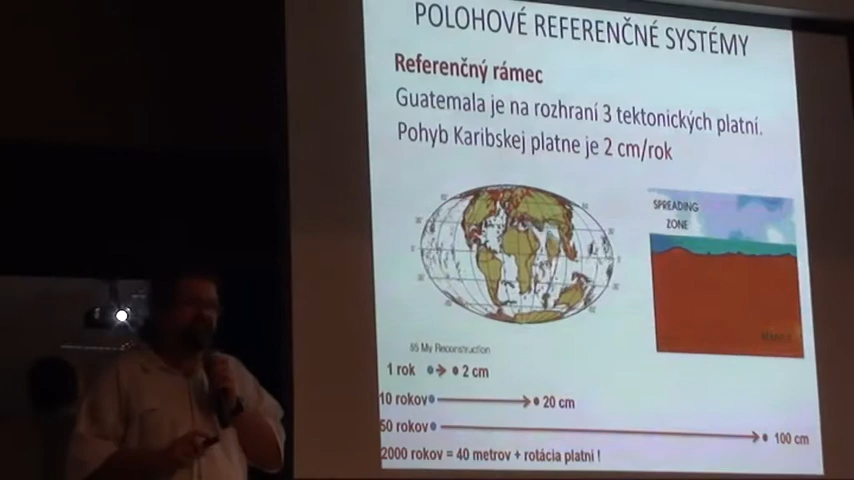 POLOHOVÉ REFERENČNÉ SYSTÉMY
Referenčný rámec
Guatemala je na rozhraní 3 tektonických platní.
Pohyb Karibskej platne je 2 cm/rok
SPREADING
ZONE
55 My Reconstruction
1 rok 2 cm
10 rokov 20 cm
50 rokov 100 cm
2000 rokov = 40 metrov + rotácia platni !